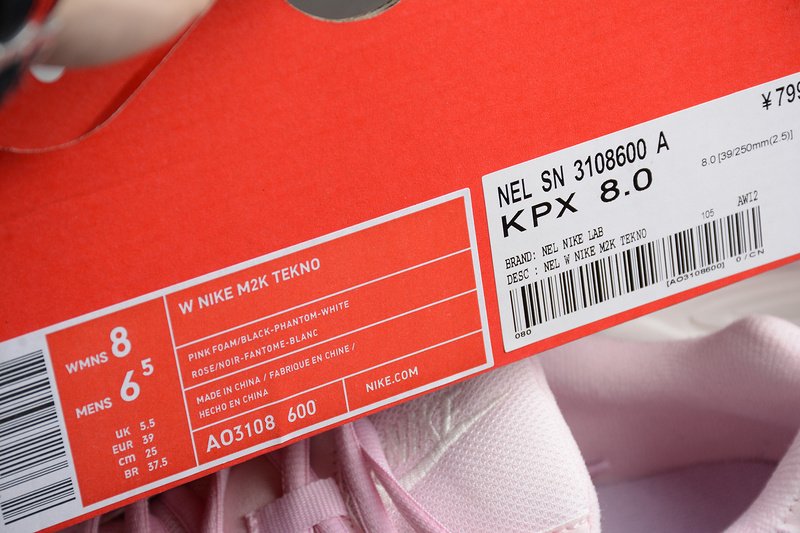 W NIKE M2K TEKNO
PINK FOAM/BLACK-PHANTOM-WHITE
ROSE/NOIR-FANTOME-BLANC
MADE IN CHINA / FABRIQUE EN CHINE /
HECHO EN CHINA
AO3108 600
NIKE.COM
WMNS 8
MENS 6.5
UK 5.5
EUR 39
cm 25
BR 37.5
¥799
NEL SN 3108600 A
8.0 [39/250mm(2.5)]
KPX 8.0
105 AW12
BRAND: NEL NIKE LAB
DESC : NEL W NIKE M2K TEKNO
[AO3108600] 0/CN
080